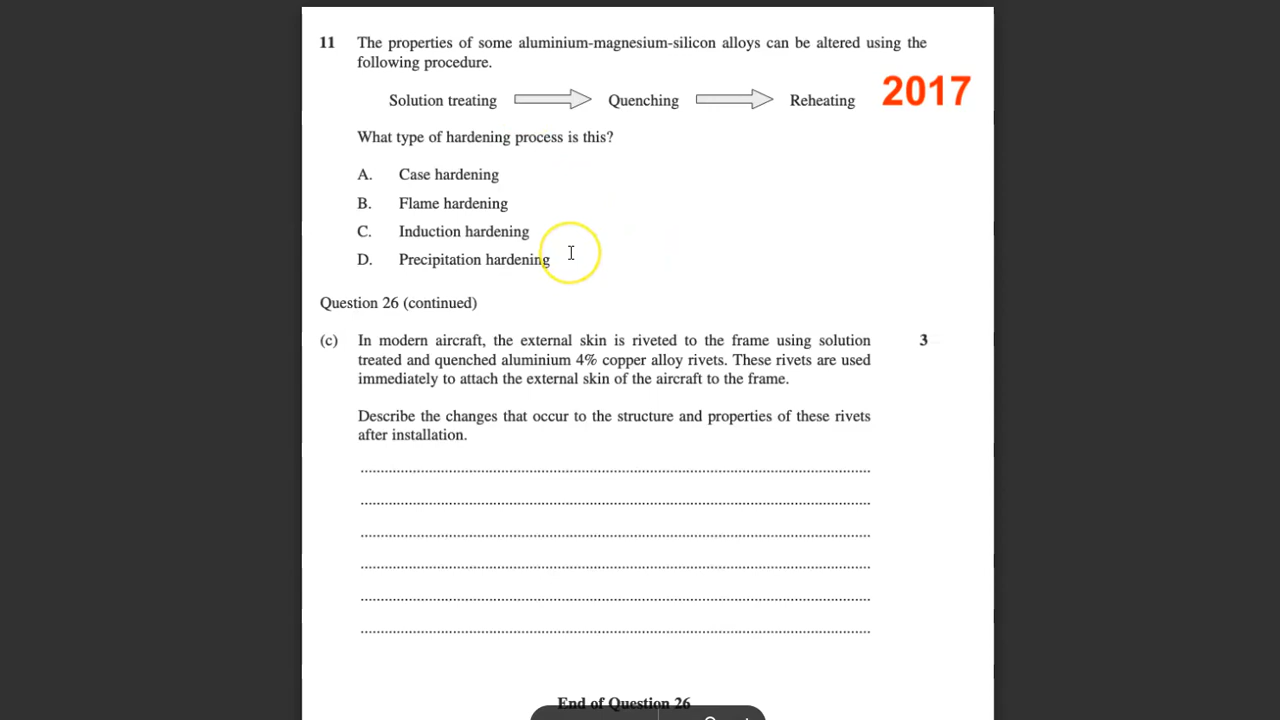 11 The properties of some aluminium-magnesium-silicon alloys can be altered using the
following procedure.
Solution treating Quenching Reheating 2017
What type of hardening process is this?
A. Case hardening
B. Flame hardening
C. Induction hardening
D. Precipitation hardening
Question 26 (continued)
(c) In modern aircraft, the external skin is riveted to the frame using solution 3
treated and quenched aluminium 4% copper alloy rivets. These rivets are used
immediately to attach the external skin of the aircraft to the frame.
Describe the changes that occur to the structure and properties of these rivets
after installation.
End of Question 26